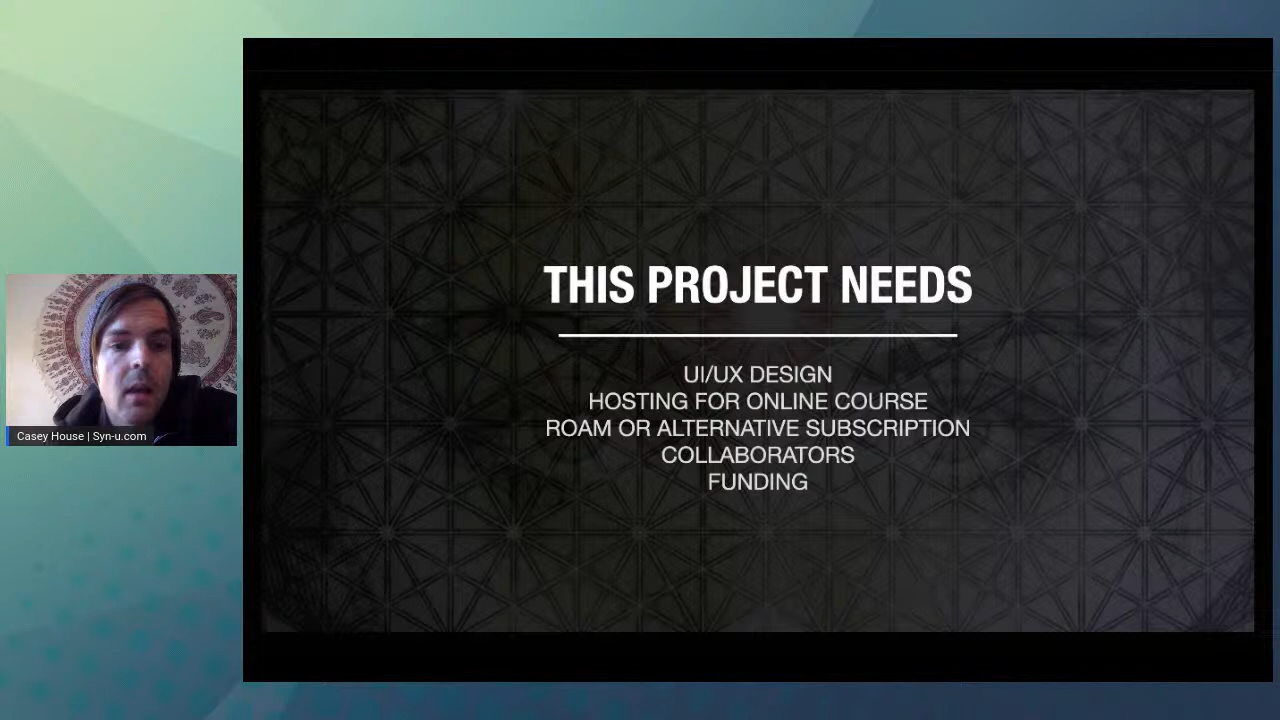 THIS PROJECT NEEDS
UI/UX DESIGN
HOSTING FOR ONLINE COURSE
ROAM OR ALTERNATIVE SUBSCRIPTION
COLLABORATORS
FUNDING
Casey House | Syn-u.com